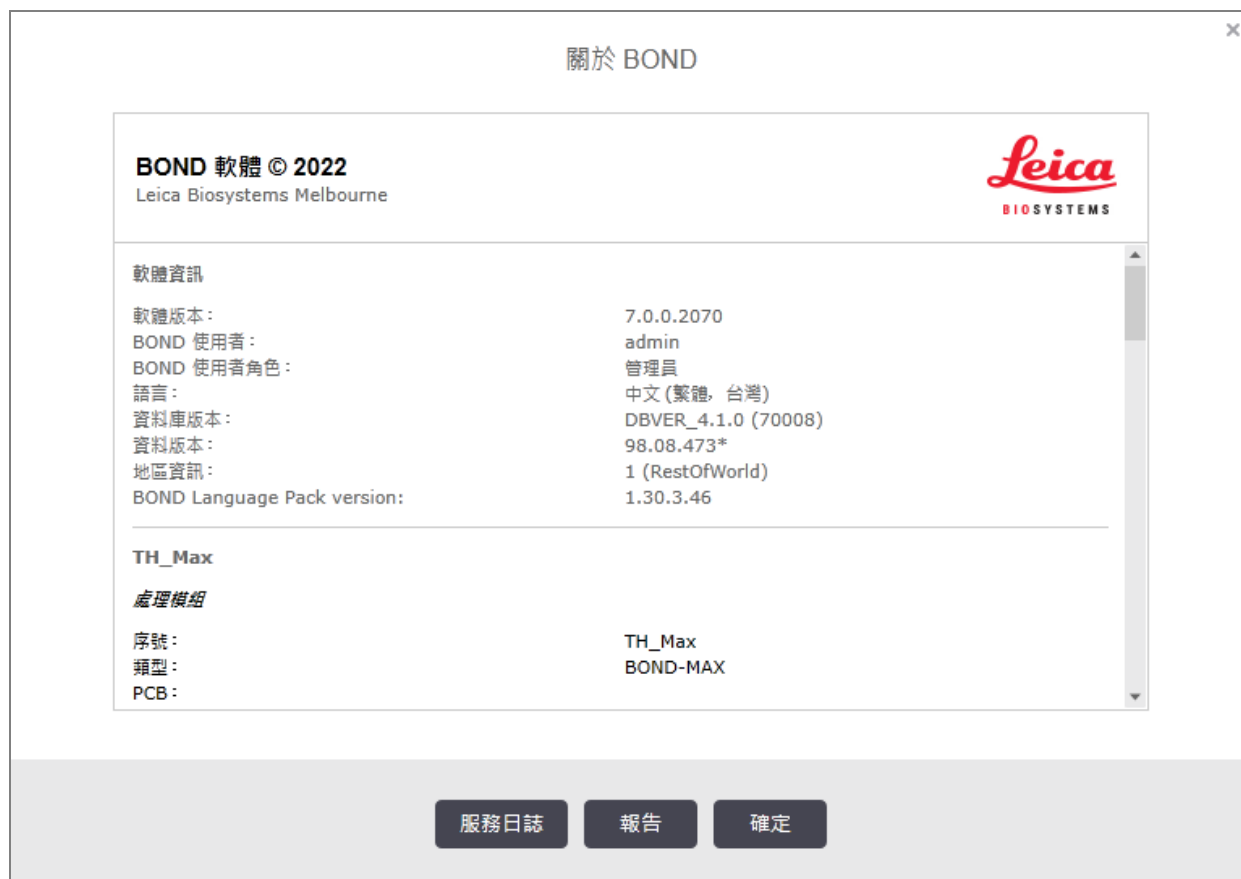 ×
關於 BOND
BOND 軟體 © 2022
Leica Biosystems Melbourne
Leica
BIOSYSTEMS
軟體資訊
軟體版本： 7.0.0.2070
BOND 使用者： admin
BOND 使用者角色： 管理員
語言： 中文 (繁體，台灣)
資料庫版本： DBVER_4.1.0 (70008)
資料版本： 98.08.473*
地區資訊： 1 (RestOfWorld)
BOND Language Pack version: 1.30.3.46
TH_Max
處理模組
序號： TH_Max
類型： BOND-MAX
PCB：
服務日誌 報告 確定